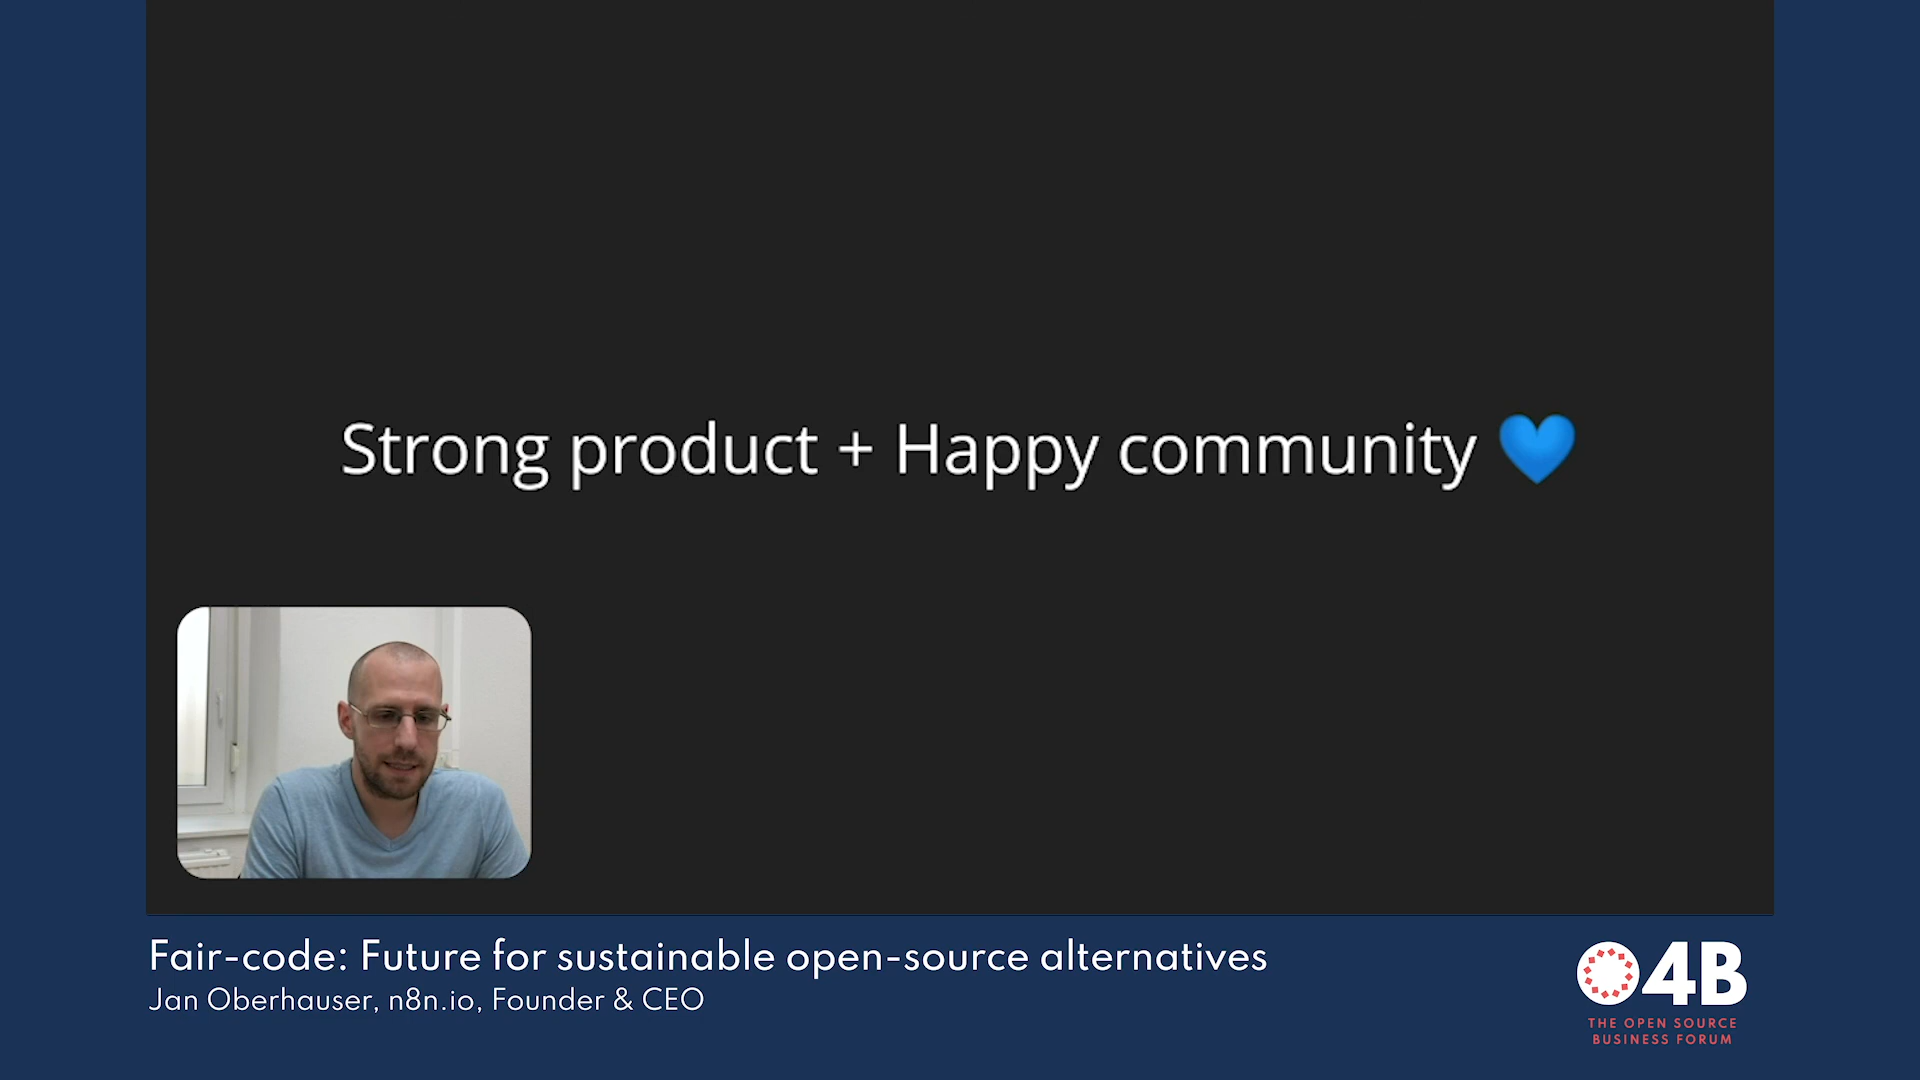 Strong product + Happy community 💙
Fair-code: Future for sustainable open-source alternatives
Jan Oberhauser, n8n.io, Founder & CEO
O4B
THE OPEN SOURCE
BUSINESS FORUM